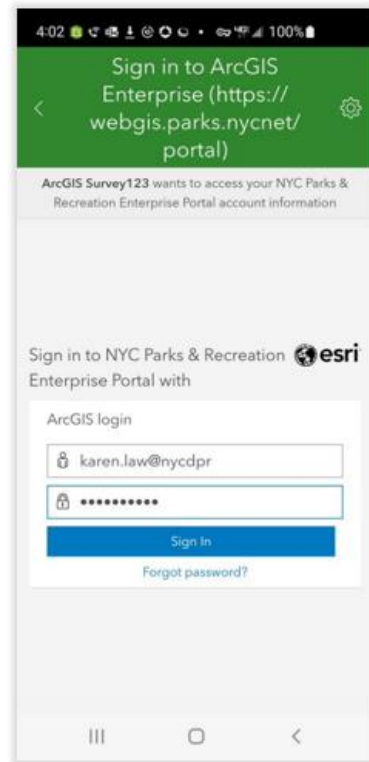 4:02 100%
Sign in to ArcGIS
Enterprise (https://
webgis.parks.nycnet/
portal)
ArcGIS Survey123 wants to access your NYC Parks &
Recreation Enterprise Portal account information
Sign in to NYC Parks & Recreation esri
Enterprise Portal with
ArcGIS login
karen.law@nycdpr
••••••••••
Sign In
Forgot password?